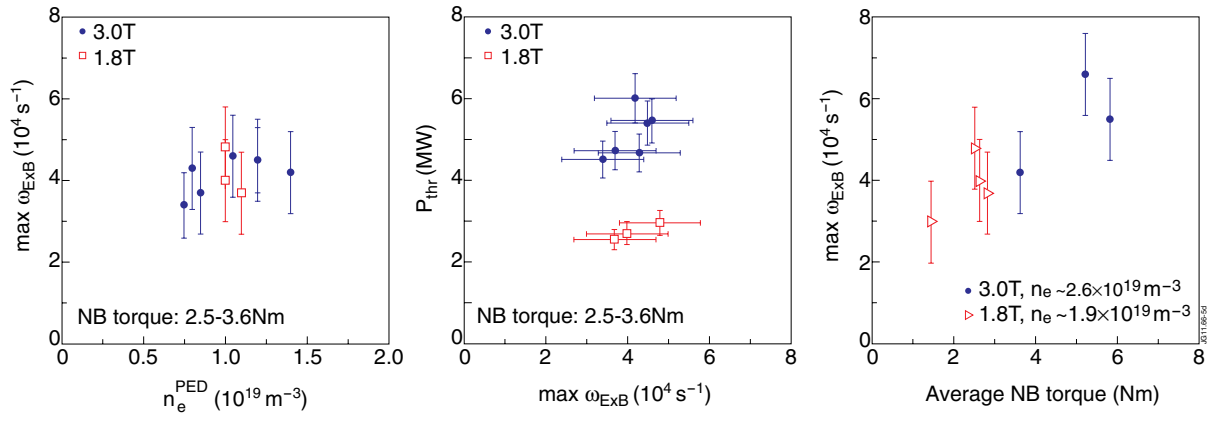 3.0T
1.8T
max ωExB (10⁴ s⁻¹)
8
6
4
2
0
NB torque: 2.5-3.6Nm
0
0.5
1.0
1.5
2.0
nₑᴾᴱᴰ (10¹⁹ m⁻³)
3.0T
1.8T
Pthr (MW)
8
6
4
2
0
NB torque: 2.5-3.6Nm
0
2
4
6
8
max ωExB (10⁴ s⁻¹)
max ωExB (10⁴ s⁻¹)
8
6
4
2
0
3.0T, nₑ ~2.6×10¹⁹ m⁻³
1.8T, nₑ ~1.9×10¹⁹ m⁻³
0
2
4
6
8
Average NB torque (Nm)
JG11.66-5d